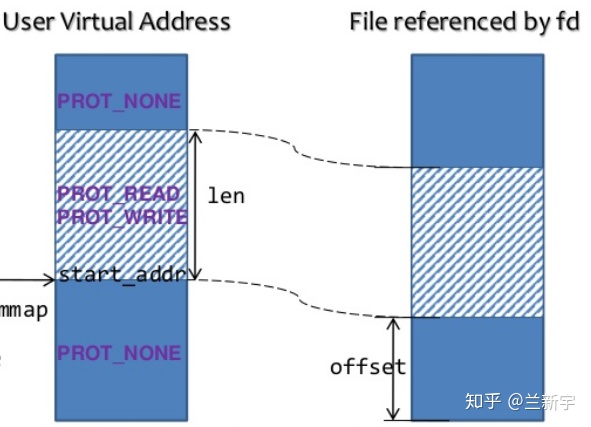 User Virtual Address
File referenced by fd
PROT_NONE
PROT_READ
PROT_WRITE
len
start_addr
mmap
PROT_NONE
offset
知乎 @兰新宇